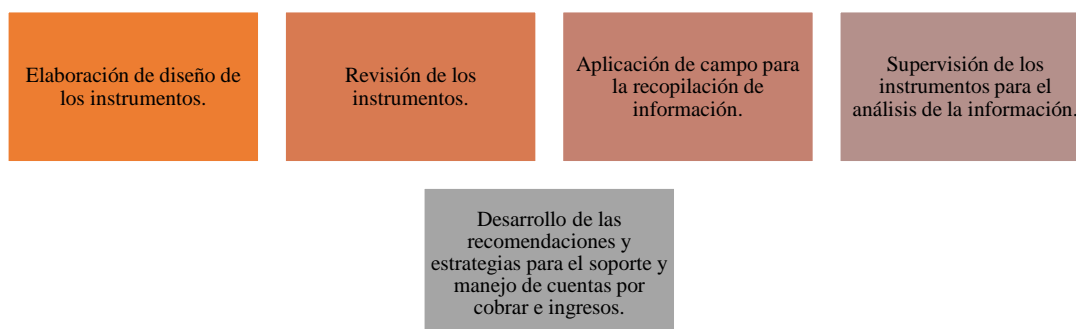 Elaboración de diseño de
los instrumentos.
Revisión de los
instrumentos.
Aplicación de campo para
la recopilación de
información.
Supervisión de los
instrumentos para el
análisis de la información.
Desarrollo de las
recomendaciones y
estrategias para el soporte y
manejo de cuentas por
cobrar e ingresos.